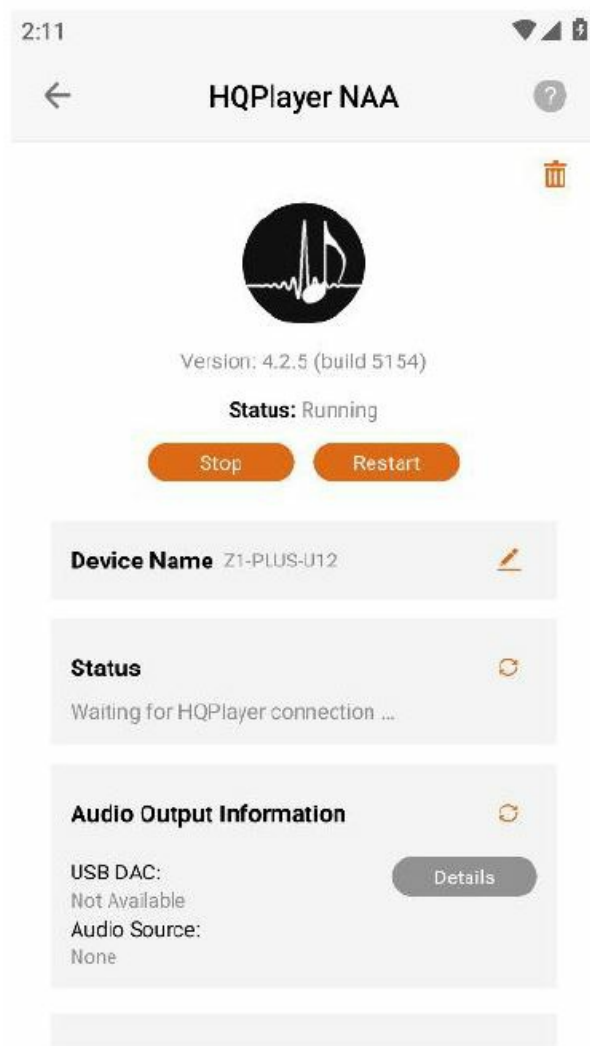 2:11
HQPlayer NAA
?
Version: 4.2.5 (build 5154)
Status: Running
Stop
Restart
Device Name Z1-PLUS-U12
Status
Waiting for HQPlayer connection ...
Audio Output Information
USB DAC:
Details
Not Available
Audio Source:
None